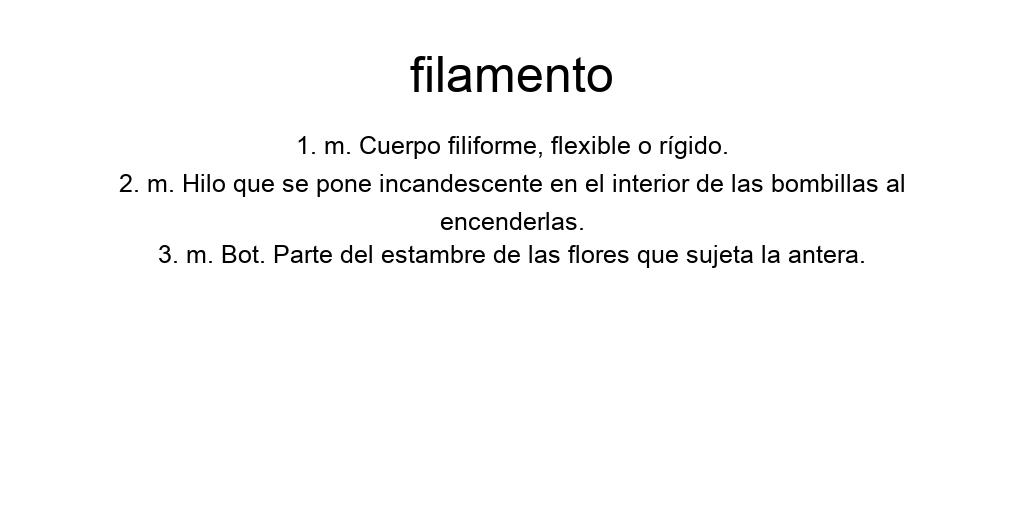 filamento
1. m. Cuerpo filiforme, flexible o rígido.
2. m. Hilo que se pone incandescente en el interior de las bombillas al
encenderlas.
3. m. Bot. Parte del estambre de las flores que sujeta la antera.